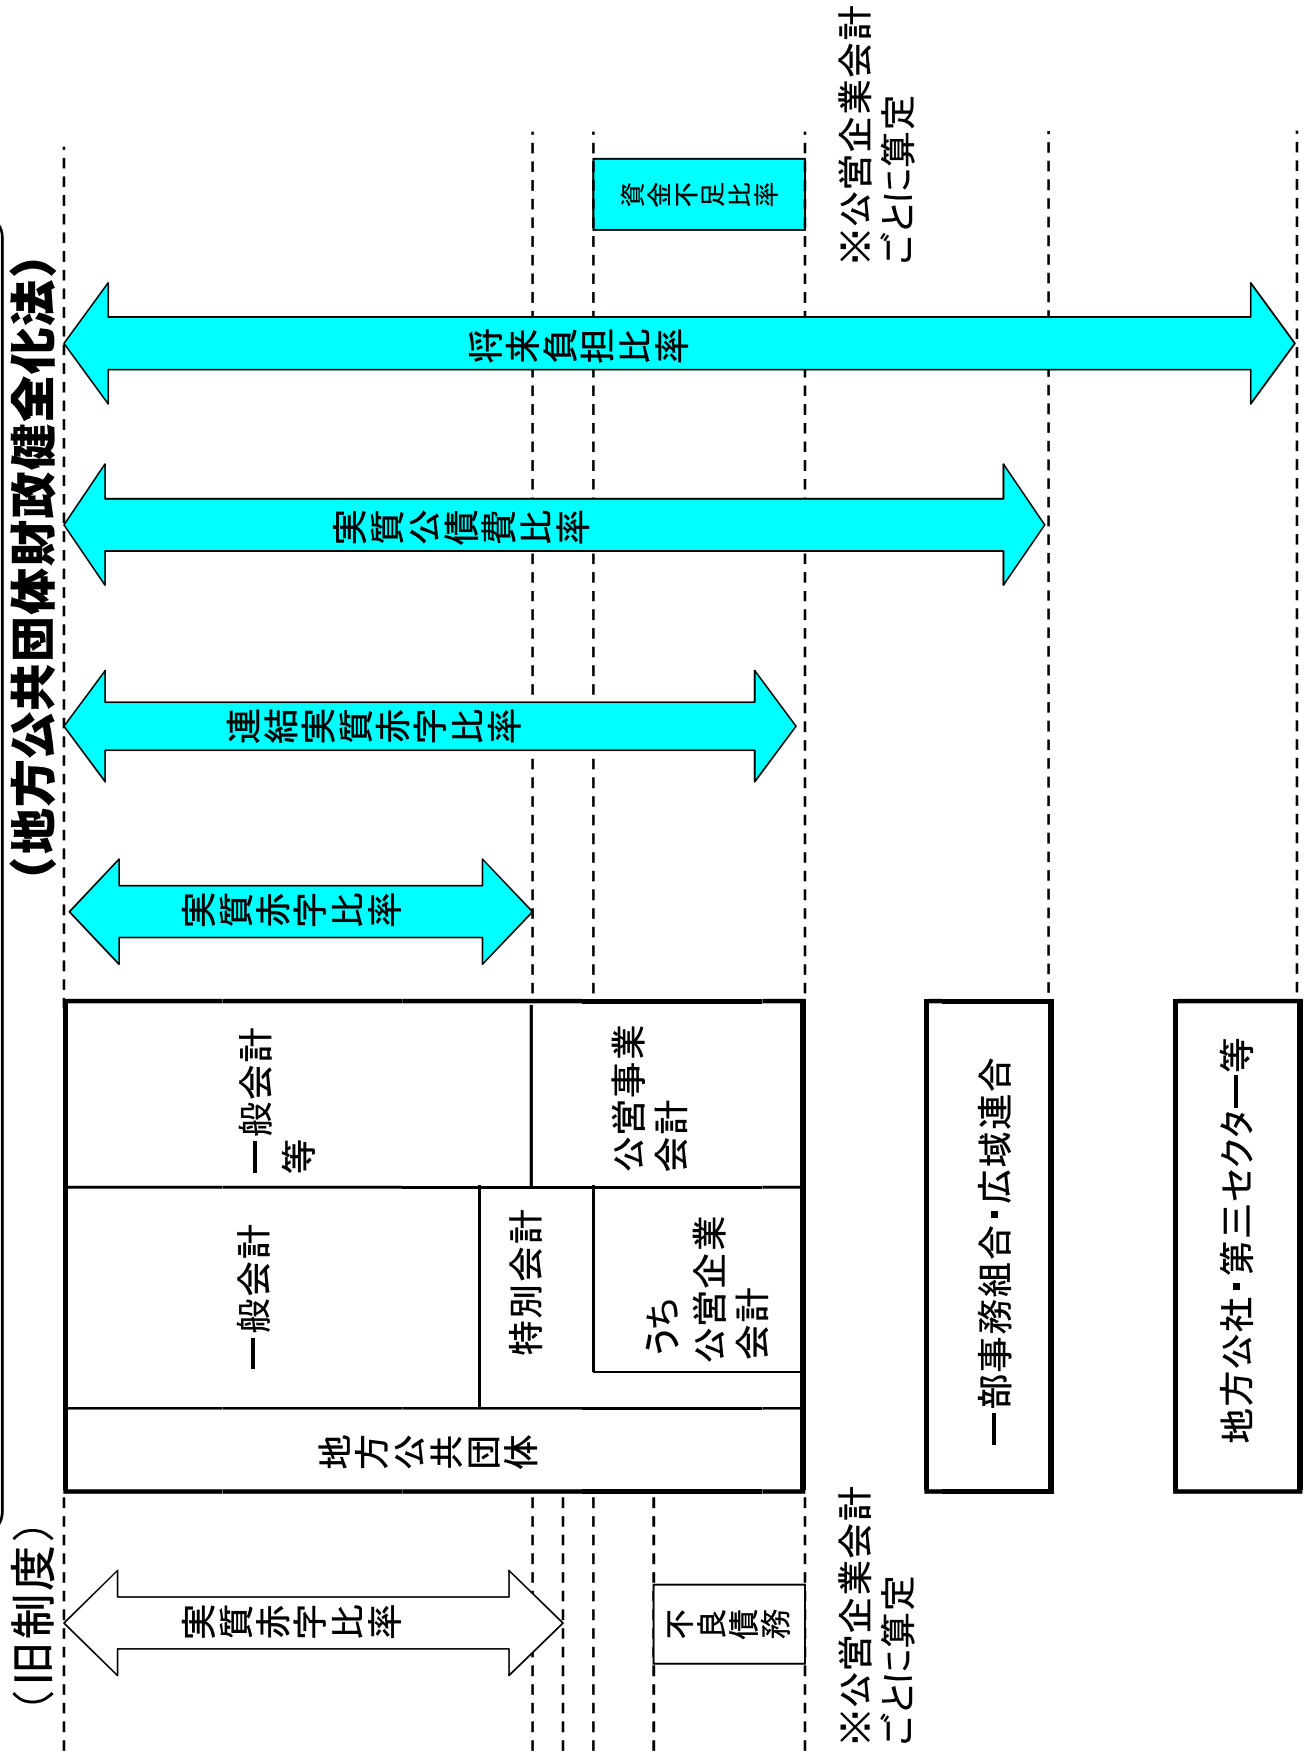 （旧制度）
（地方公共団体財政健全化法）
実質赤字比率
不良債務
※公営企業会計
ごとに算定
地方公共団体
一般会計
特別会計
うち
公営企業
会計
一般会計
等
公営事業
会計
実質赤字比率
連結実質赤字比率
実質公債費比率
将来負担比率
資金不足比率
※公営企業会計
ごとに算定
一部事務組合・広域連合
地方公社・第三セクター等